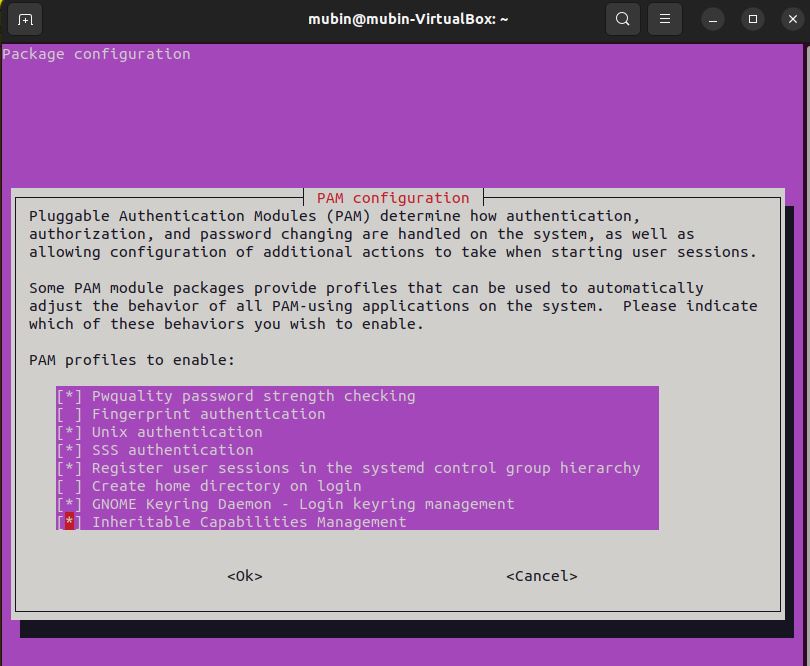 mubin@mubin-VirtualBox: ~
Package configuration
PAM configuration
Pluggable Authentication Modules (PAM) determine how authentication,
authorization, and password changing are handled on the system, as well as
allowing configuration of additional actions to take when starting user sessions.
Some PAM module packages provide profiles that can be used to automatically
adjust the behavior of all PAM-using applications on the system.  Please indicate
which of these behaviors you wish to enable.
PAM profiles to enable:
[*] Pwquality password strength checking
[ ] Fingerprint authentication
[*] Unix authentication
[*] SSS authentication
[*] Register user sessions in the systemd control group hierarchy
[ ] Create home directory on login
[*] GNOME Keyring Daemon - Login keyring management
[*] Inheritable Capabilities Management
<Ok> <Cancel>